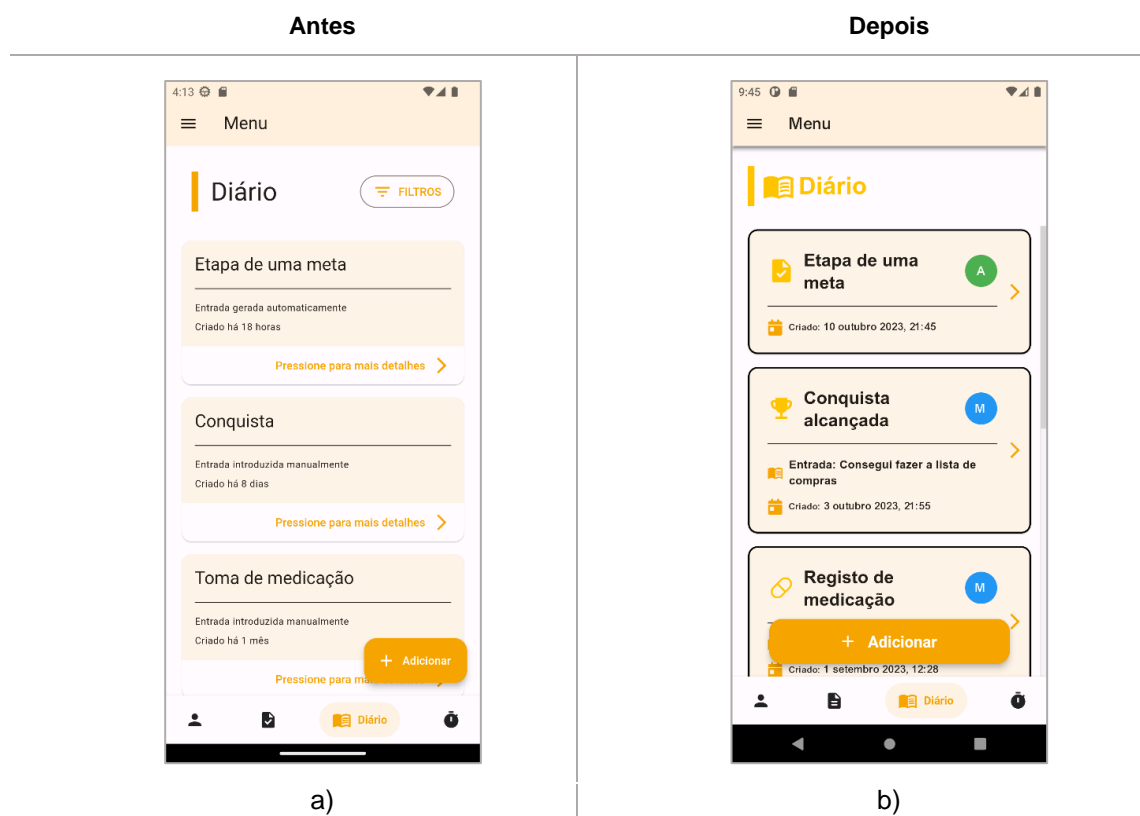 Antes
Depois
4:13
Menu
Diário
FILTROS
Etapa de uma meta
Entrada gerada automaticamente
Criado há 18 horas
Pressione para mais detalhes
Conquista
Entrada introduzida manualmente
Criado há 8 dias
Pressione para mais detalhes
Toma de medicação
Entrada introduzida manualmente
Criado há 1 mês
+ Adicionar
Pressione para ma
Diário
a)
9:45
Menu
Diário
Etapa de uma
meta
A
Criado: 10 outubro 2023, 21:45
Conquista
alcançada
M
Entrada: Consegui fazer a lista de
compras
Criado: 3 outubro 2023, 21:55
Registo de
medicação
M
+ Adicionar
Criado: 1 setembro 2023, 12:28
Diário
b)